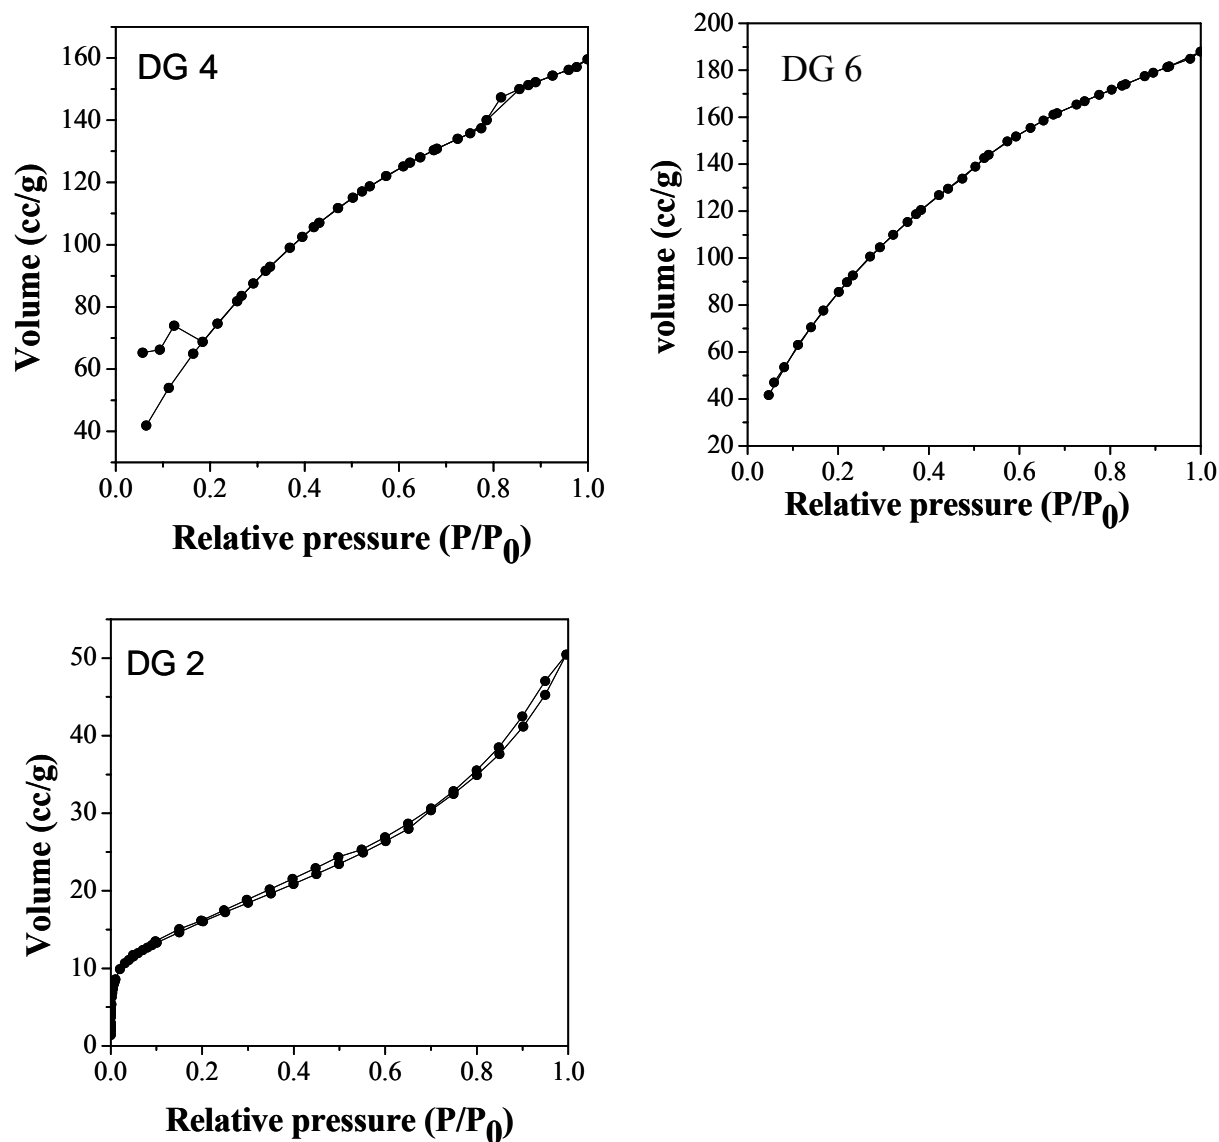 DG 4
Volume (cc/g)
160
140
120
100
80
60
40
0.0 0.2 0.4 0.6 0.8 1.0
Relative pressure (P/P0)
DG 6
volume (cc/g)
200
180
160
140
120
100
80
60
40
20
0.0 0.2 0.4 0.6 0.8 1.0
Relative pressure (P/P0)
DG 2
Volume (cc/g)
50
40
30
20
10
0
0.0 0.2 0.4 0.6 0.8 1.0
Relative pressure (P/P0)